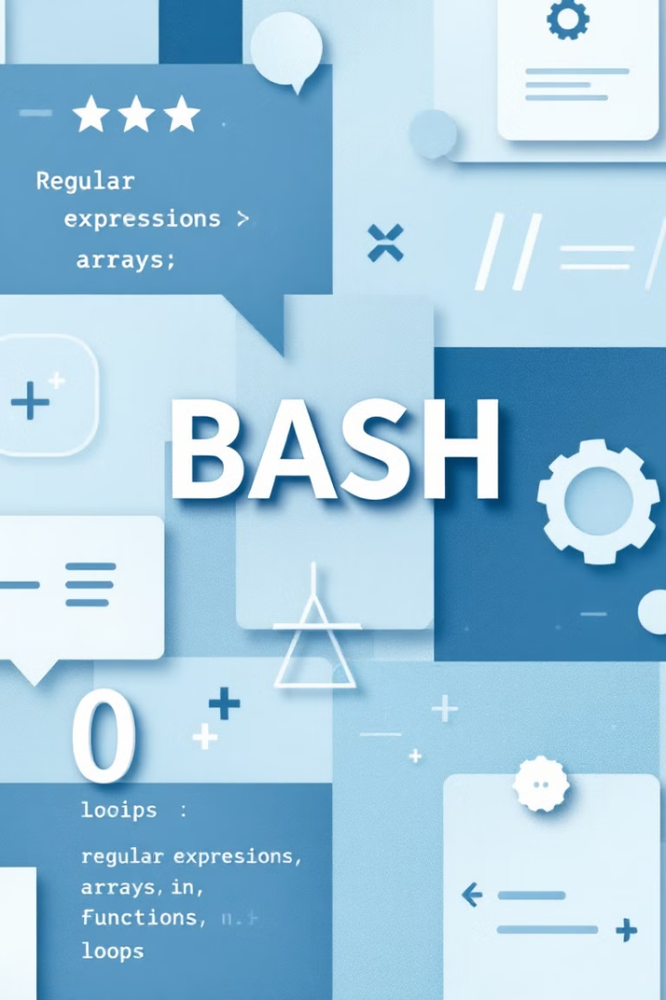 Regular
expressions >
arrays;
//
BASH
0
looips :
regular expresions,
arrays, in,
functions,
loops